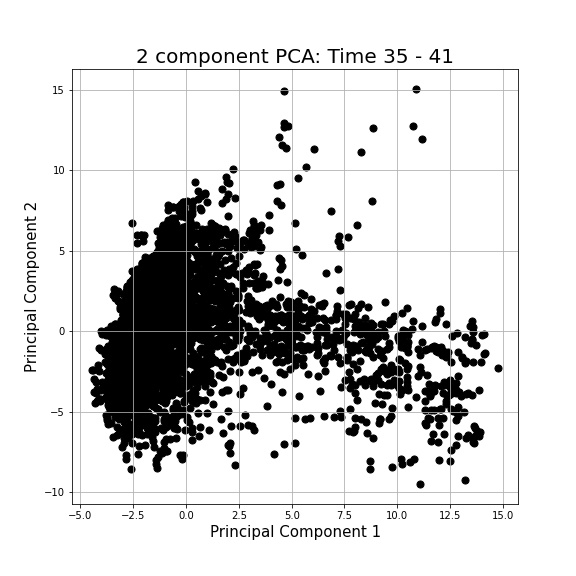 2 component PCA: Time 35 - 41
Principal Component 2
15
10
5
0
−5
−10
−5.0 −2.5 0.0 2.5 5.0 7.5 10.0 12.5 15.0
Principal Component 1